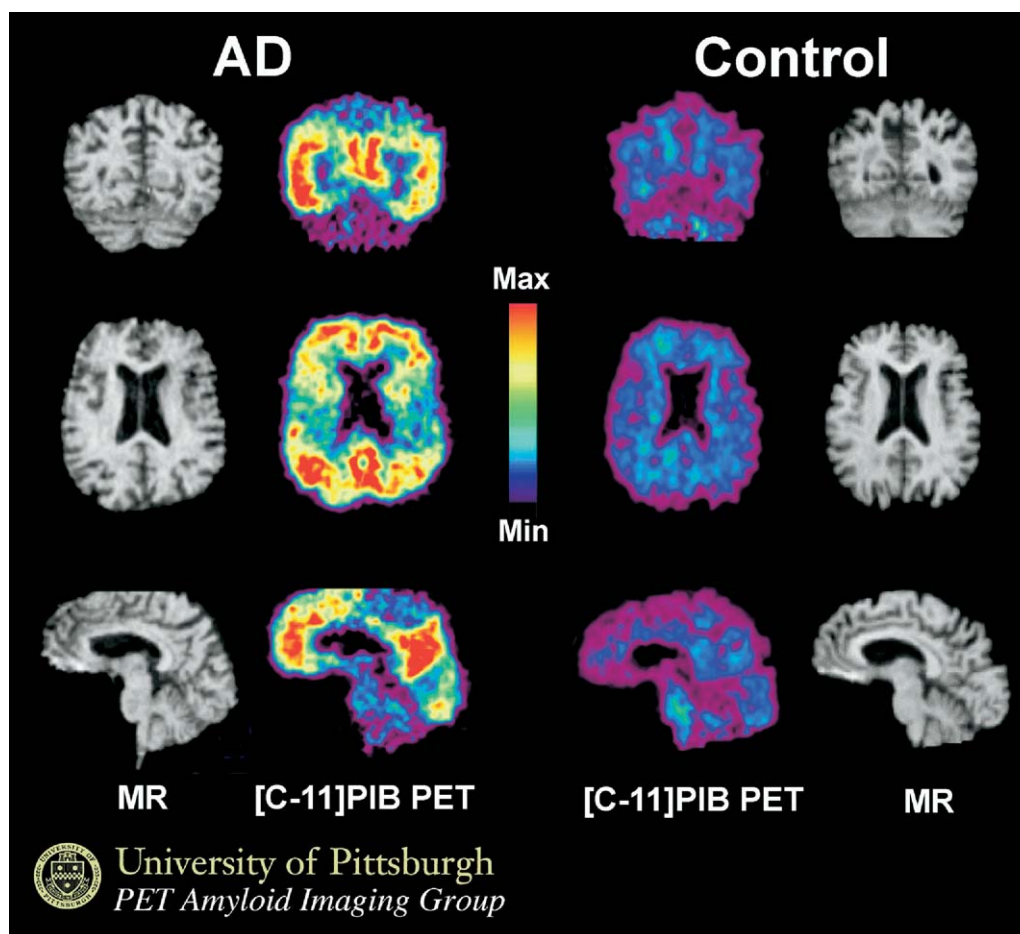 AD
Control
Max
Min
MR
[C-11]PIB PET
[C-11]PIB PET
MR
University of Pittsburgh
PET Amyloid Imaging Group